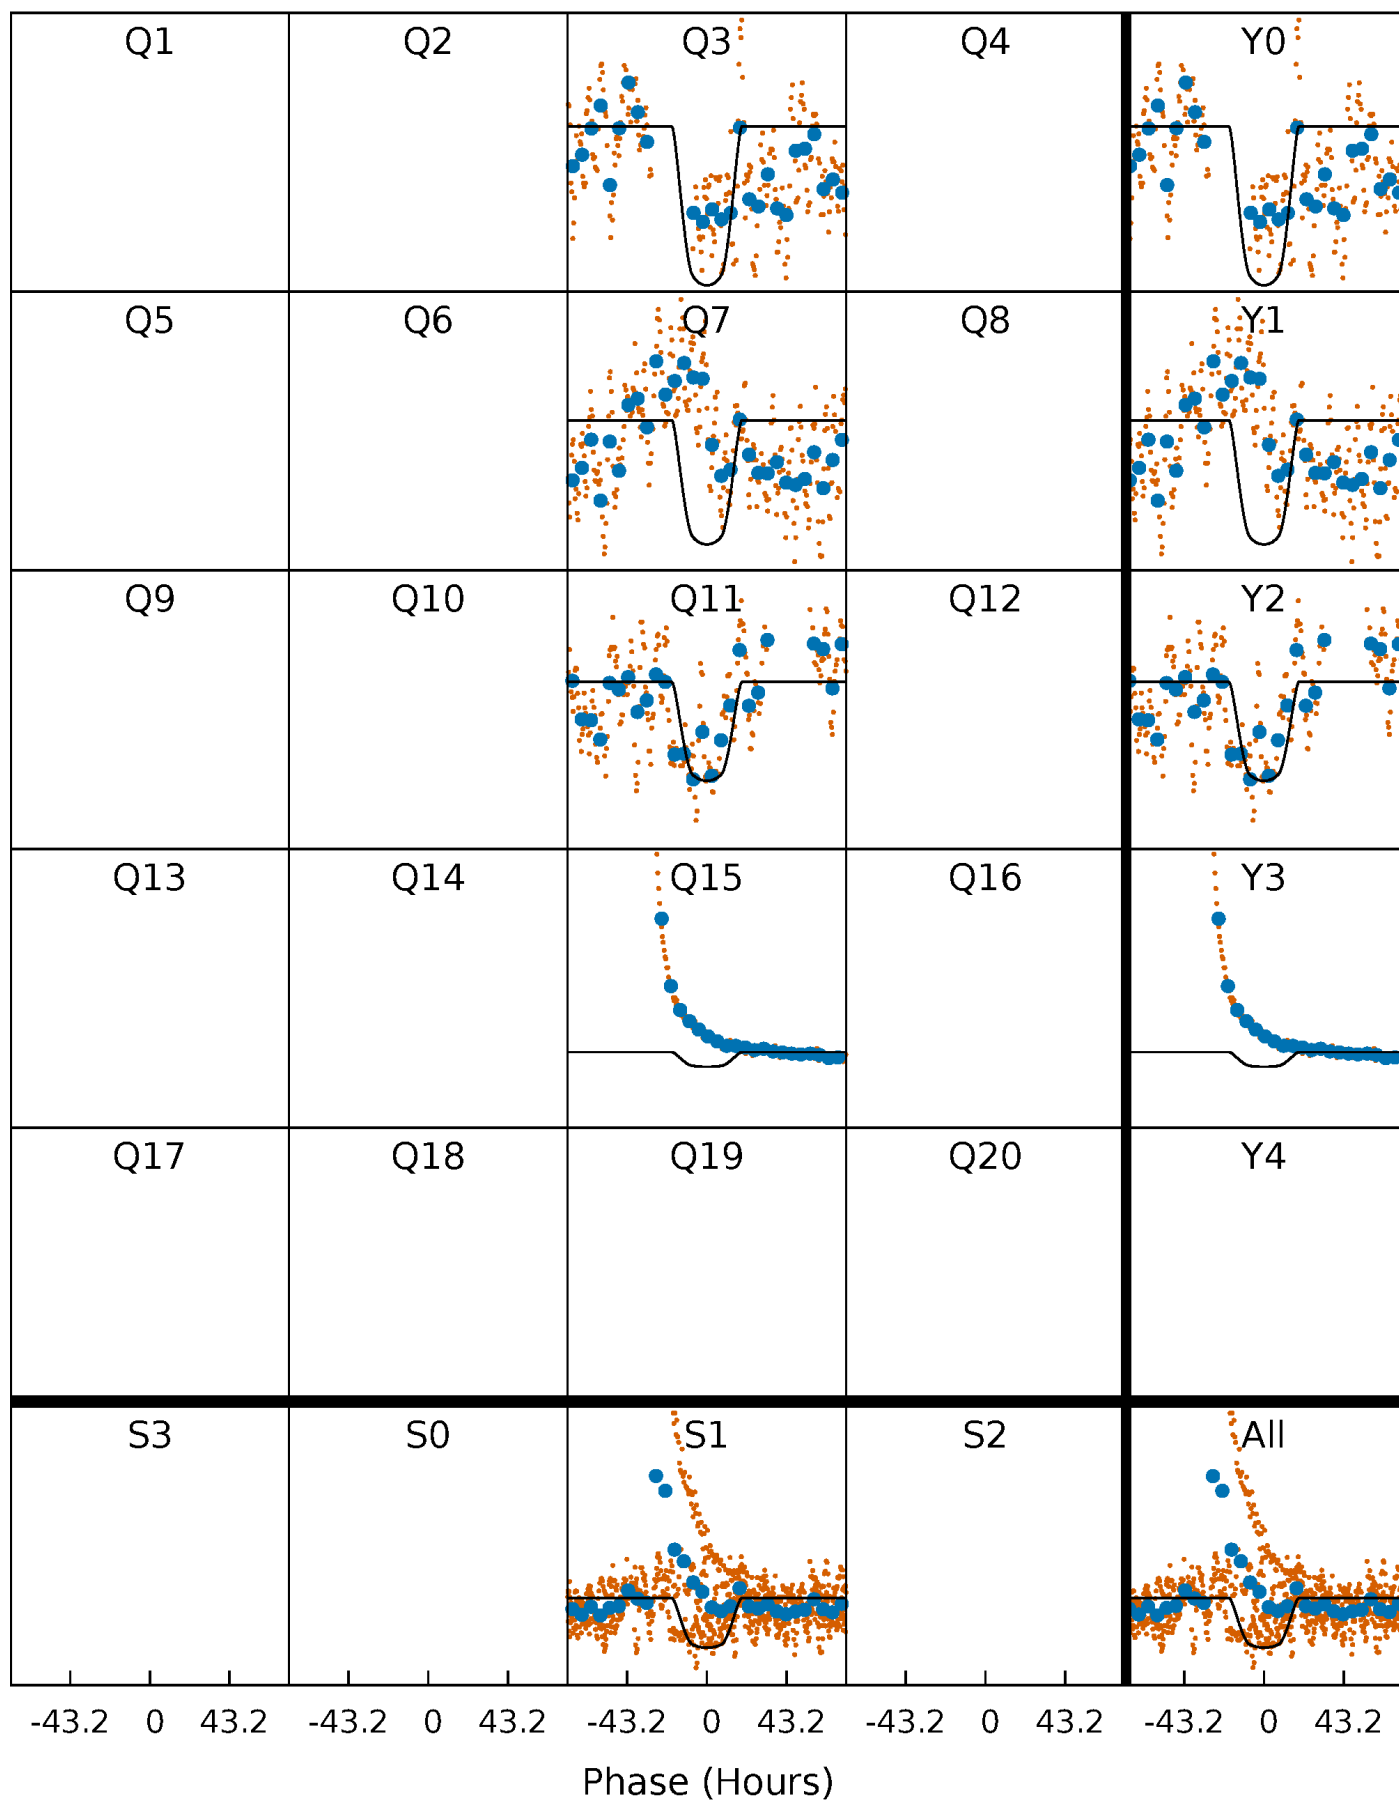 Q1 Q2 Q3 Q4 Y0
Q5 Q6 Q7 Q8 Y1
Q9 Q10 Q11 Q12 Y2
Q13 Q14 Q15 Q16 Y3
Q17 Q18 Q19 Q20 Y4
S3 S0 S1 S2 All
-43.2 0 43.2 -43.2 0 43.2 -43.2 0 43.2 -43.2 0 43.2 -43.2 0 43.2
Phase (Hours)